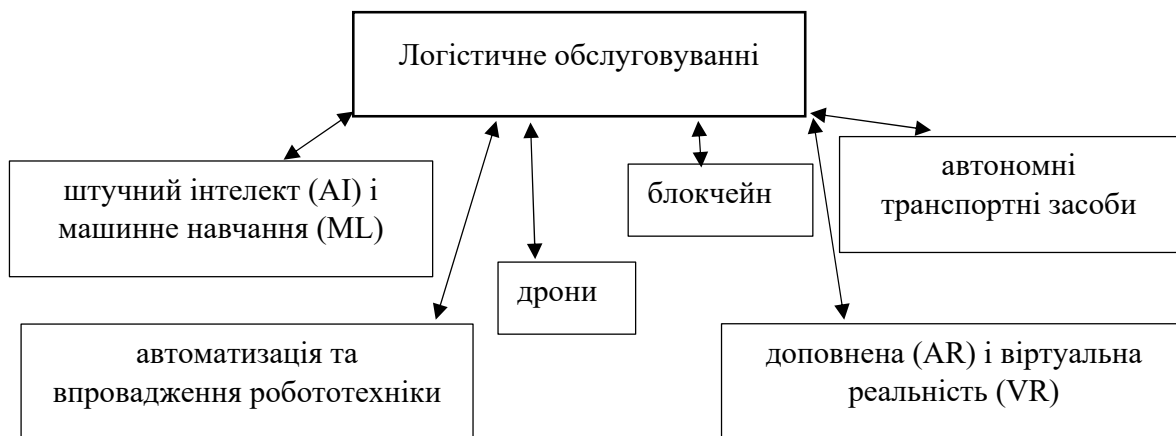 Логістичне обслуговуванні
штучний інтелект (AI) і
машинне навчання (ML)
блокчейн
автономні
транспортні засоби
дрони
автоматизація та
впровадження робототехніки
доповнена (AR) і віртуальна
реальність (VR)